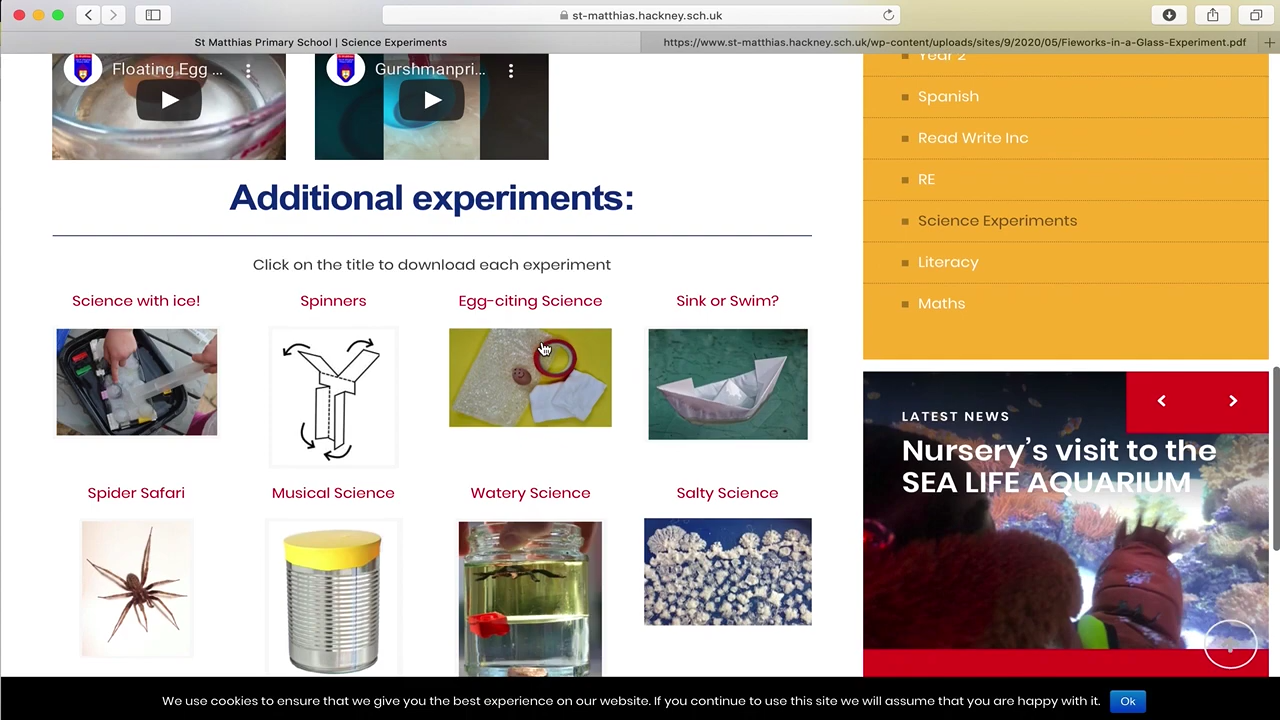 st-matthias.hackney.sch.uk
St Matthias Primary School | Science Experiments
https://www.st-matthias.hackney.sch.uk/wp-content/uploads/sites/9/2020/05/Fieworks-in-a-Glass-Experiment.pdf
Floating Egg ...
Gurshmanpri...
Additional experiments:
Click on the title to download each experiment
Science with ice!
Spinners
Egg-citing Science
Sink or Swim?
Spider Safari
Musical Science
Watery Science
Salty Science
Year 2
Spanish
Read Write Inc
RE
Science Experiments
Literacy
Maths
LATEST NEWS
Nursery's visit to the
SEA LIFE AQUARIUM
We use cookies to ensure that we give you the best experience on our website. If you continue to use this site we will assume that you are happy with it.
Ok